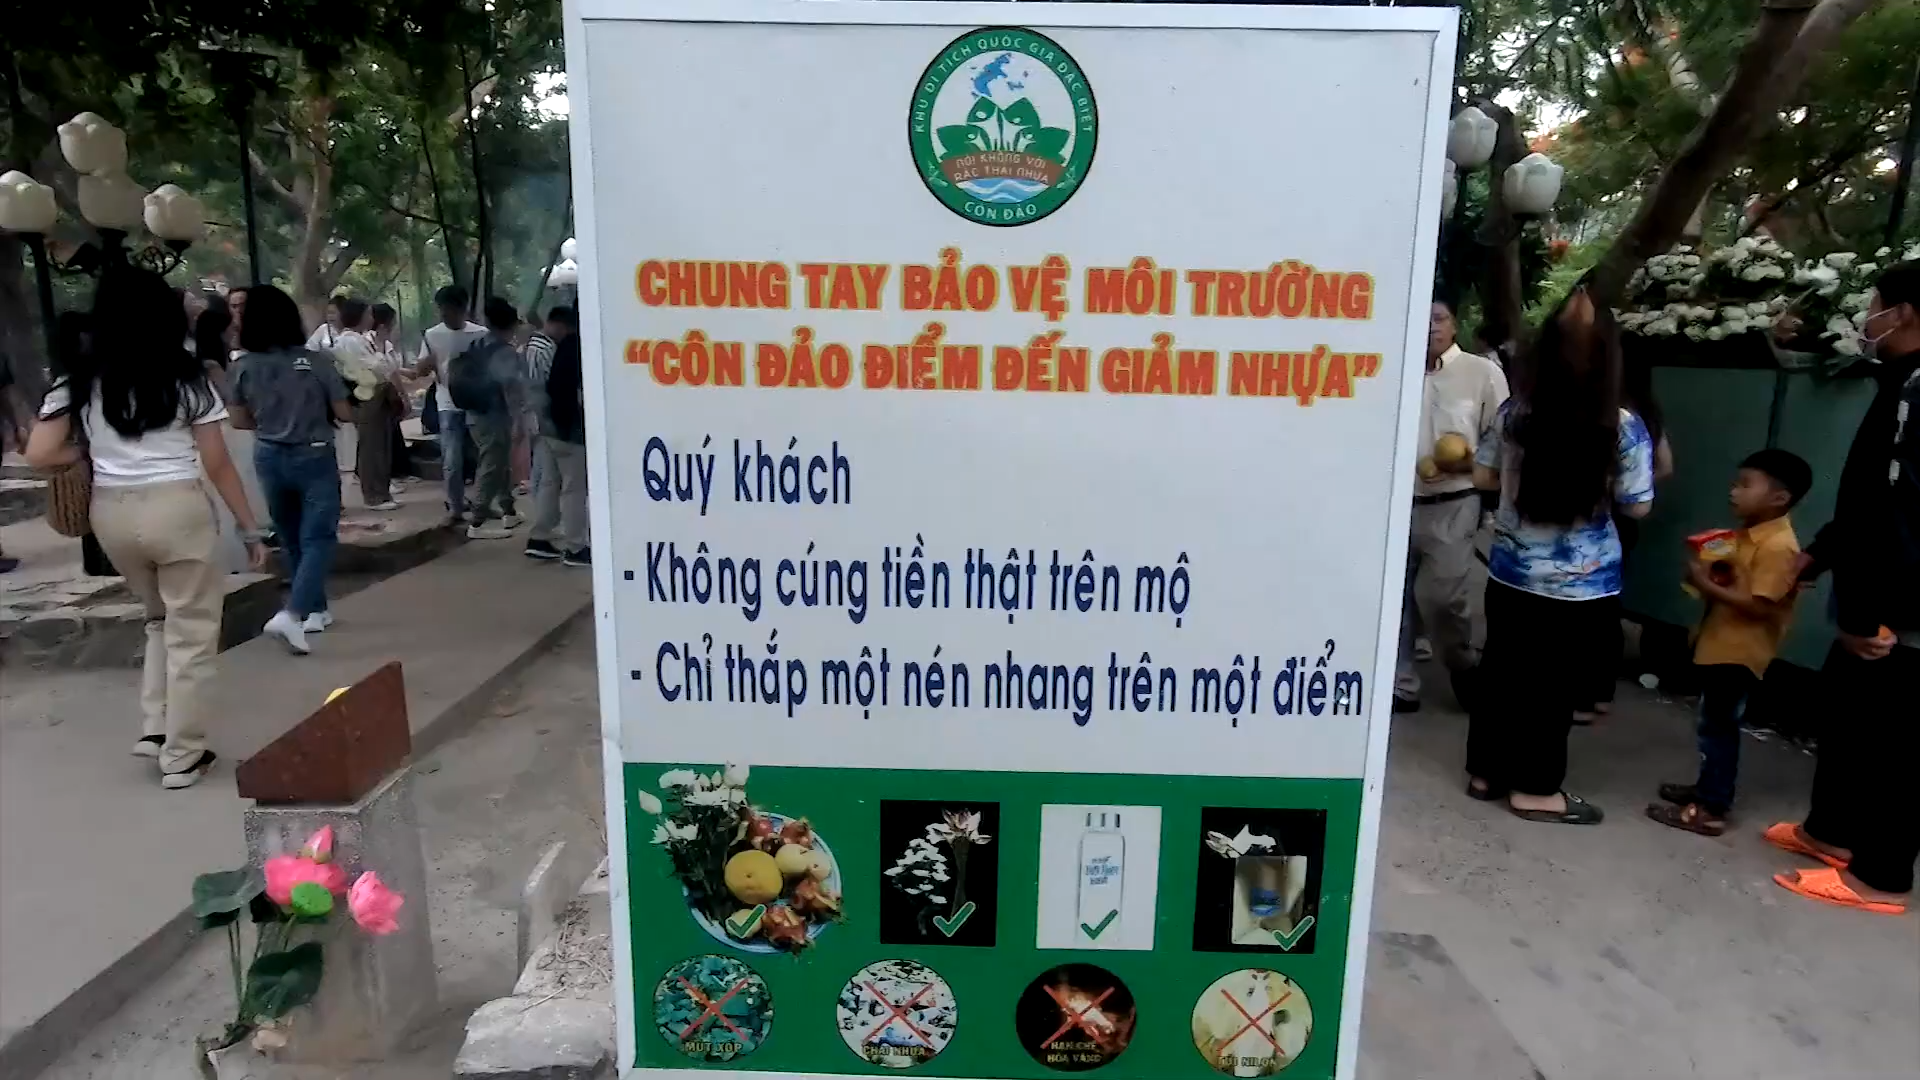 KHU DI TÍCH QUỐC GIA ĐẶC BIỆT
NÓI KHÔNG VỚI
RÁC THẢI NHỰA
CÔN ĐẢO
CHUNG TAY BẢO VỆ MÔI TRƯỜNG
“CÔN ĐẢO ĐIỂM ĐẾN GIẢM NHỰA”
Quý khách
- Không cúng tiền thật trên mộ
- Chỉ thắp một nén nhang trên một điểm
MÚT XỐP
CHAI NHỰA
HẠN CHẾ
HÓA VÀNG
TÚI NILON